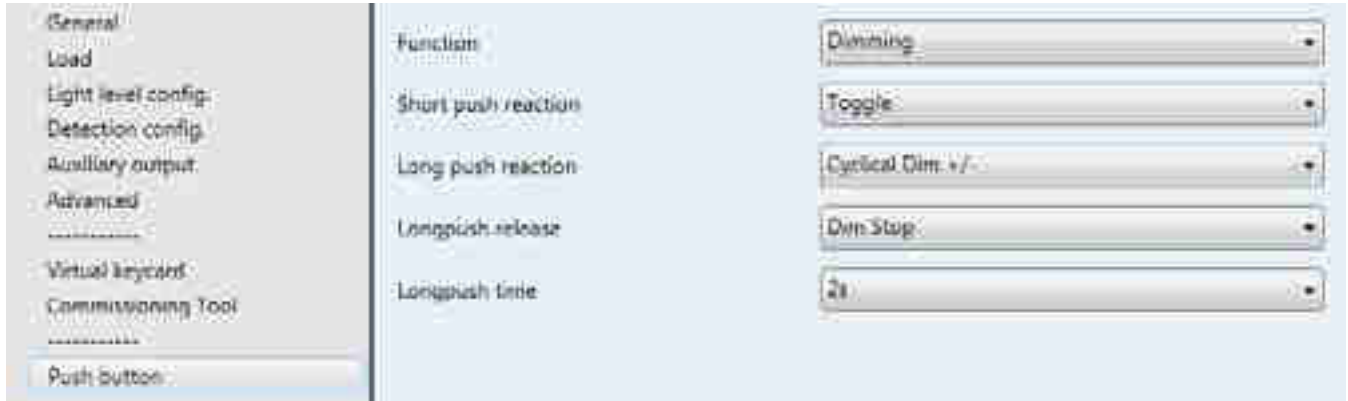 General
Load
Light level config.
Detection config.
Auxiliary output
Advanced
-----------
Virtual keycard
Commissioning Tool
-----------
Push button
Function
Dimming
Short push reaction
Toggle
Long push reaction
Cyclical Dim +/-
Longpush release
Dim Stop
Longpush time
2s